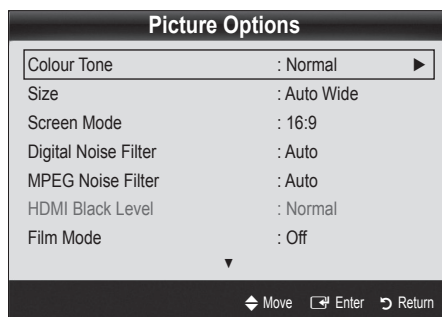 Picture Options
Colour Tone : Normal ▶
Size : Auto Wide
Screen Mode : 16:9
Digital Noise Filter : Auto
MPEG Noise Filter : Auto
HDMI Black Level : Normal
Film Mode : Off
▼
Move Enter Return